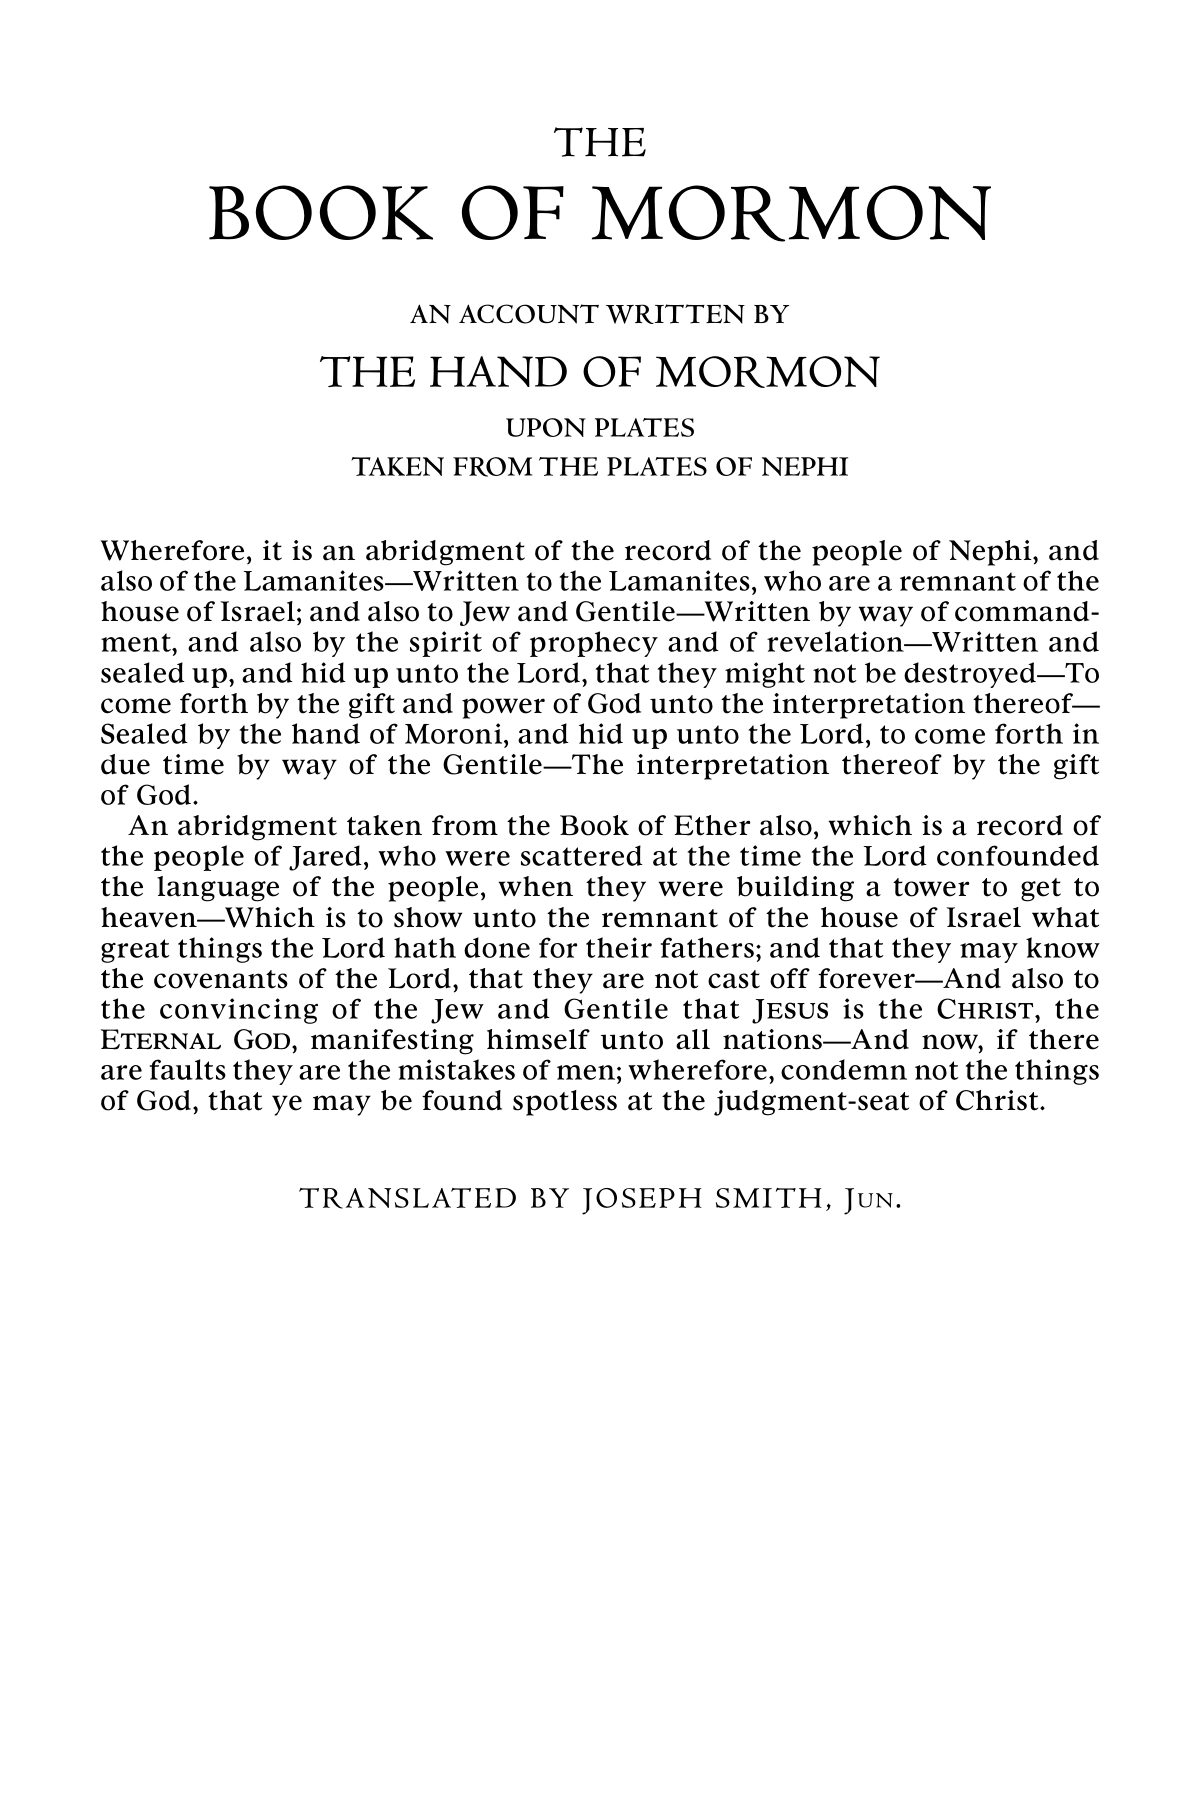 THE
BOOK OF MORMON
AN ACCOUNT WRITTEN BY
THE HAND OF MORMON
UPON PLATES
TAKEN FROM THE PLATES OF NEPHI
Wherefore, it is an abridgment of the record of the people of Nephi, and
also of the Lamanites—Written to the Lamanites, who are a remnant of the
house of Israel; and also to Jew and Gentile—Written by way of command-
ment, and also by the spirit of prophecy and of revelation—Written and
sealed up, and hid up unto the Lord, that they might not be destroyed—To
come forth by the gift and power of God unto the interpretation thereof—
Sealed by the hand of Moroni, and hid up unto the Lord, to come forth in
due time by way of the Gentile—The interpretation thereof by the gift
of God.
An abridgment taken from the Book of Ether also, which is a record of
the people of Jared, who were scattered at the time the Lord confounded
the language of the people, when they were building a tower to get to
heaven—Which is to show unto the remnant of the house of Israel what
great things the Lord hath done for their fathers; and that they may know
the covenants of the Lord, that they are not cast off forever—And also to
the convincing of the Jew and Gentile that JESUS is the CHRIST, the
ETERNAL GOD, manifesting himself unto all nations—And now, if there
are faults they are the mistakes of men; wherefore, condemn not the things
of God, that ye may be found spotless at the judgment-seat of Christ.
TRANSLATED BY JOSEPH SMITH, JUN.